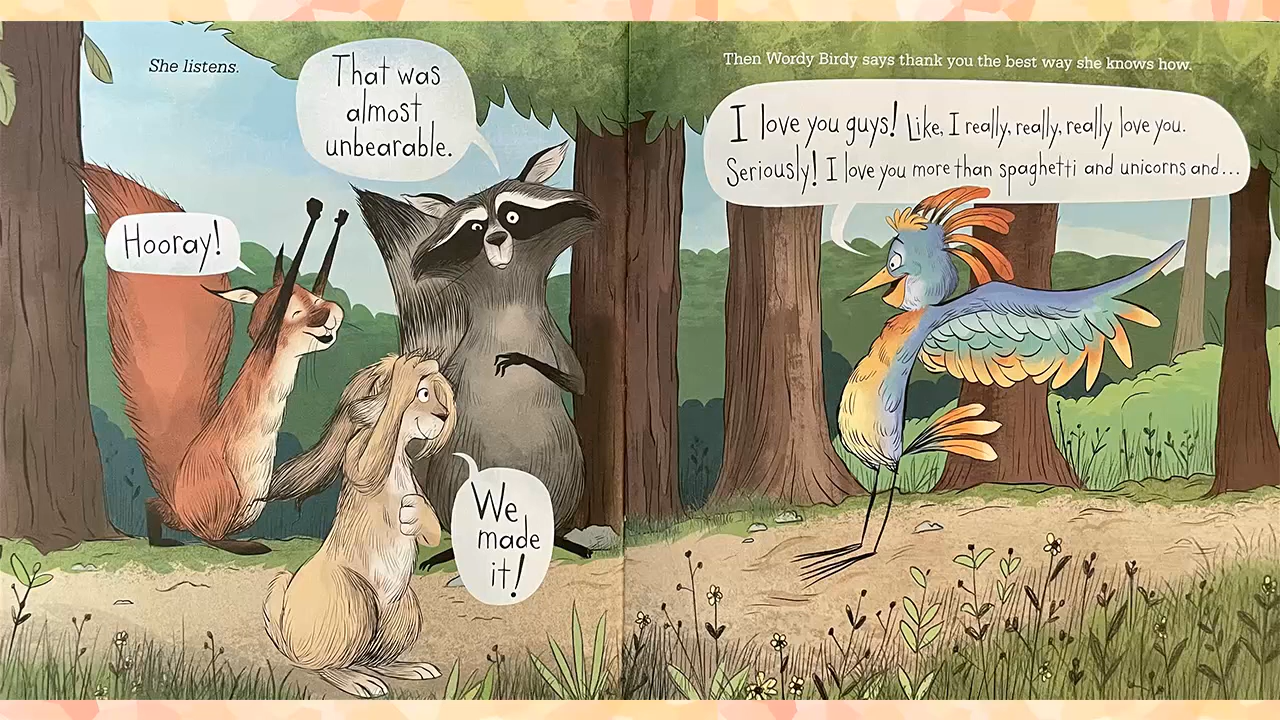 She listens.
That was
almost
unbearable.
Hooray!
We
made
it!
Then Wordy Birdy says thank you the best way she knows how.
I love you guys! Like, I really, really, really love you.
Seriously! I love you more than spaghetti and unicorns and...